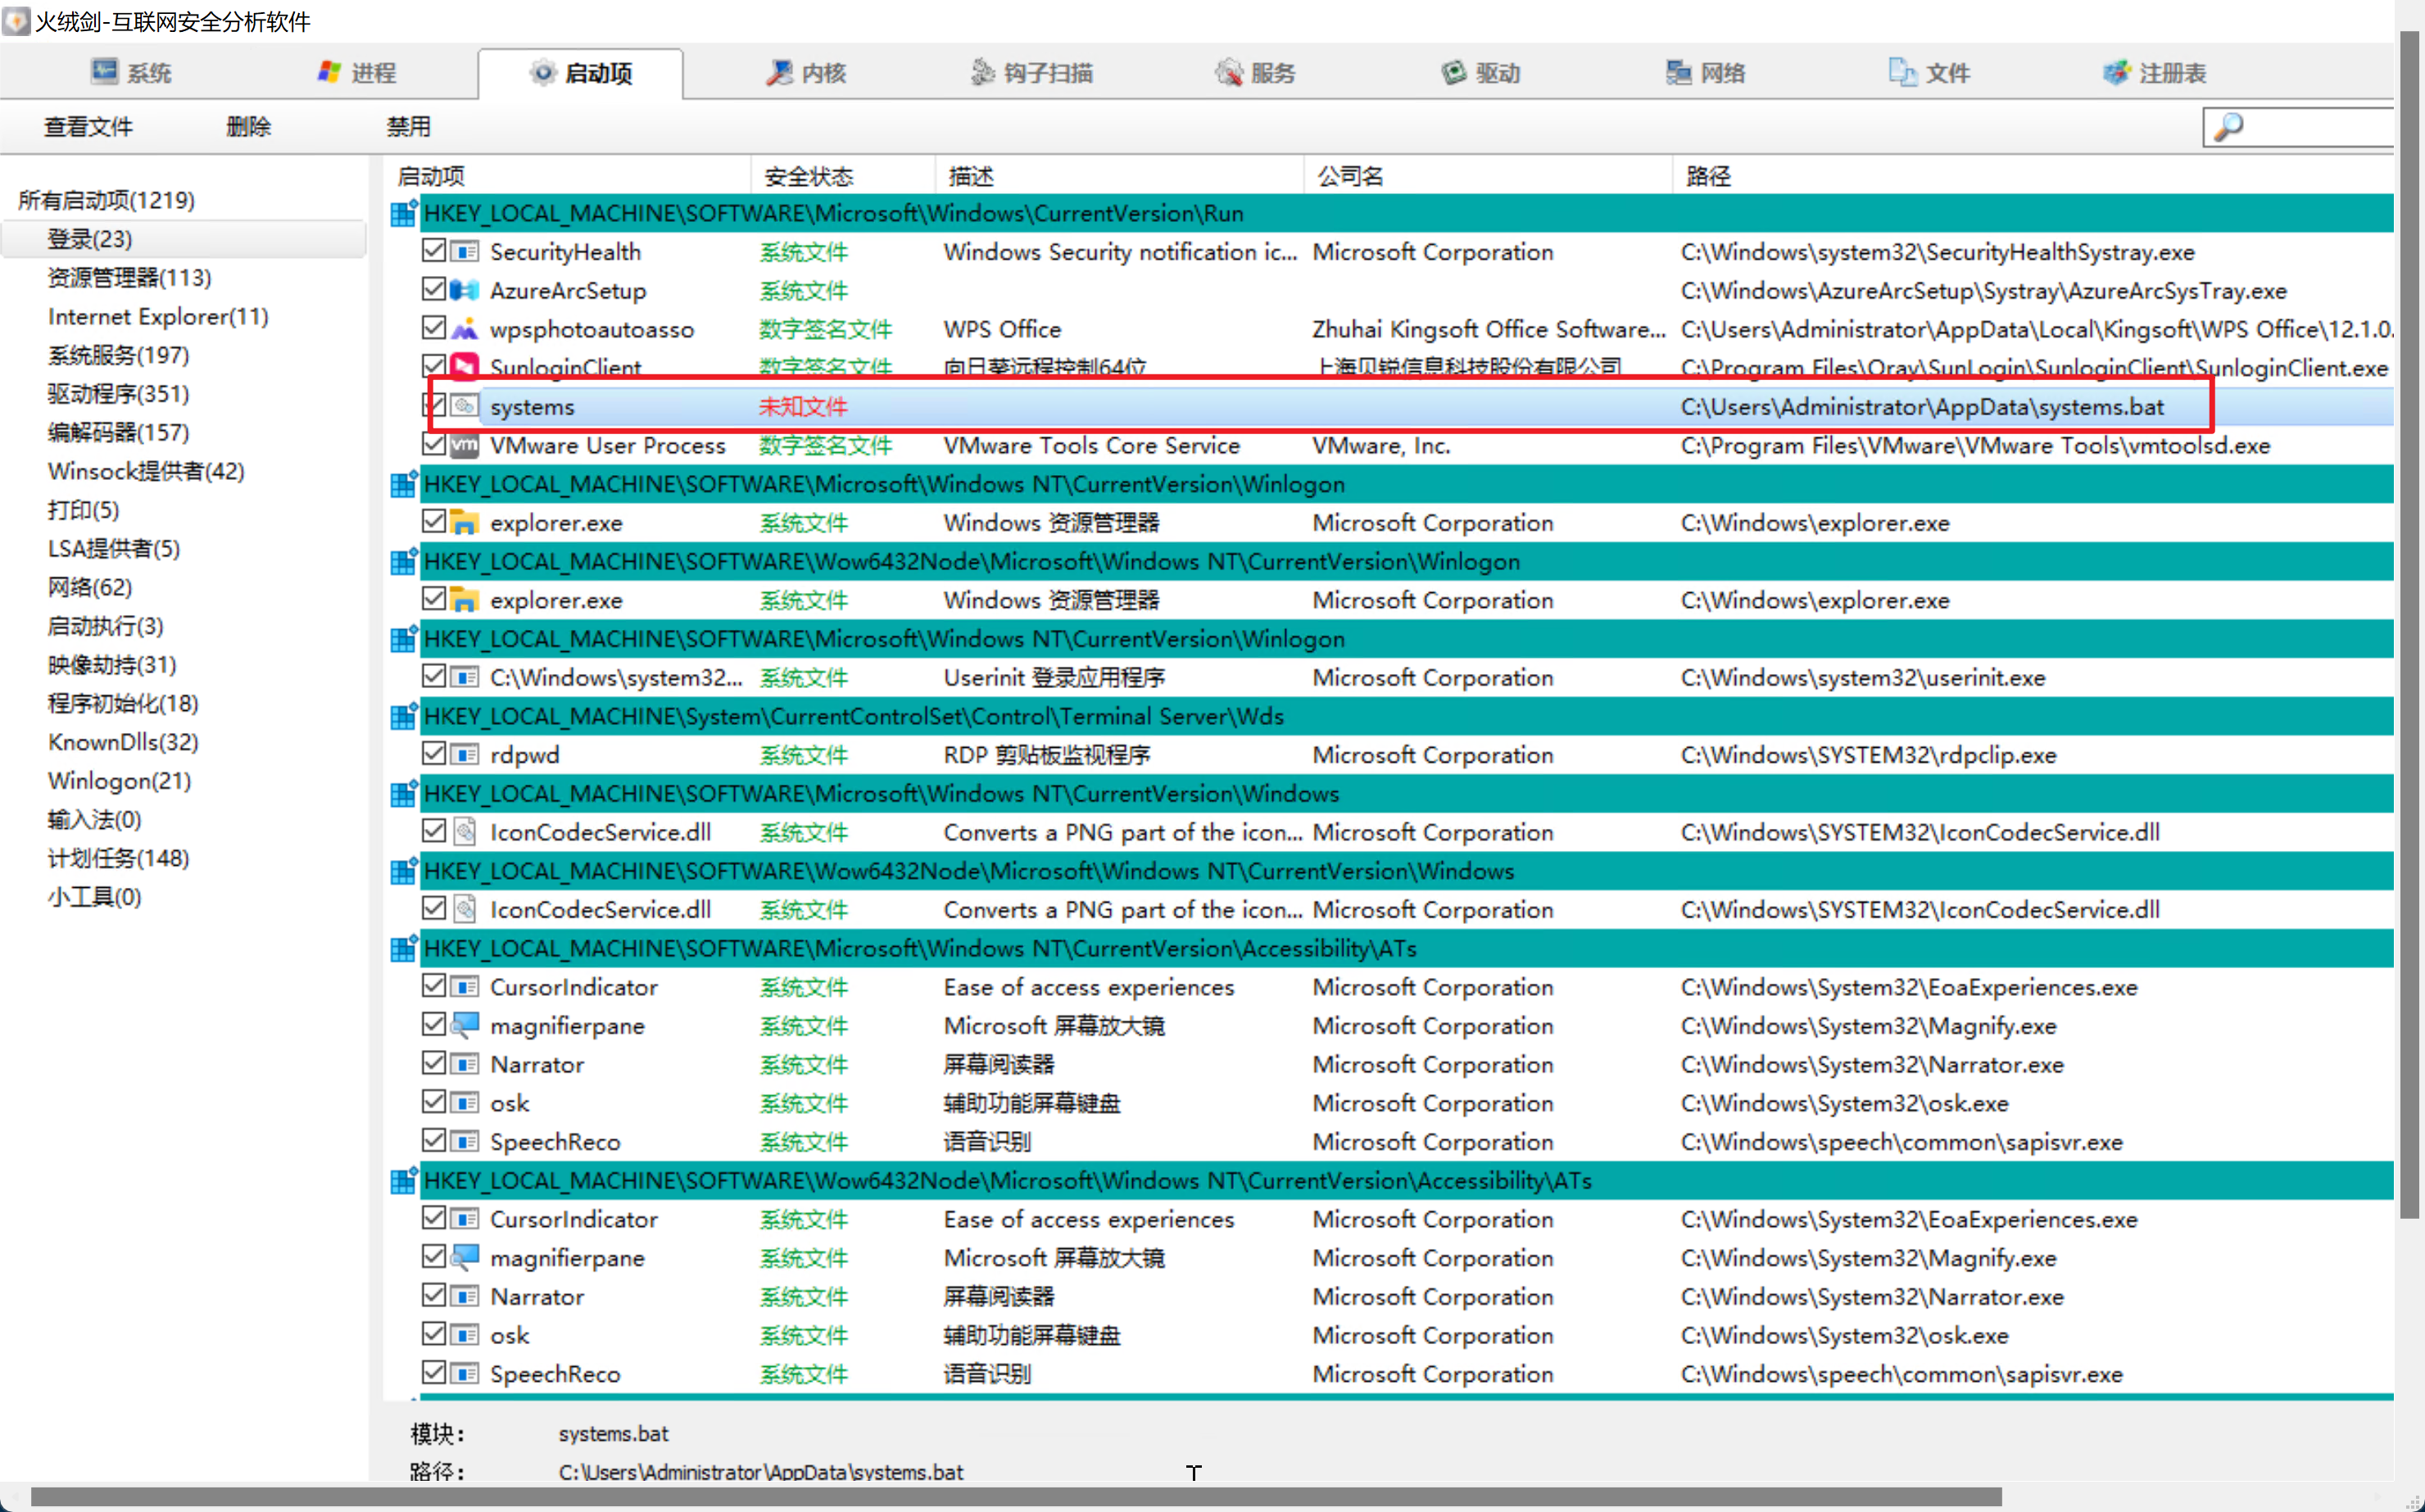 火绒剑-互联网安全分析软件
系统 进程 启动项 内核 钩子扫描 服务 驱动 网络 文件 注册表
查看文件 删除 禁用
所有启动项(1219)
登录(23)
资源管理器(113)
Internet Explorer(11)
系统服务(197)
驱动程序(351)
编解码器(157)
Winsock提供者(42)
打印(5)
LSA提供者(5)
网络(62)
启动执行(3)
映像劫持(31)
程序初始化(18)
KnownDlls(32)
Winlogon(21)
输入法(0)
计划任务(148)
小工具(0)
启动项 安全状态 描述 公司名 路径
HKEY_LOCAL_MACHINE\SOFTWARE\Microsoft\Windows\CurrentVersion\Run
SecurityHealth 系统文件 Windows Security notification ic... Microsoft Corporation C:\Windows\system32\SecurityHealthSystray.exe
AzureArcSetup 系统文件 C:\Windows\AzureArcSetup\Systray\AzureArcSysTray.exe
wpsphotoautoasso 数字签名文件 WPS Office Zhuhai Kingsoft Office Software... C:\Users\Administrator\AppData\Local\Kingsoft\WPS Office\12.1.0.
SunloginClient 数字签名文件 向日葵远程控制64位 上海贝锐信息科技股份有限公司 C:\Program Files\Oray\SunLogin\SunloginClient\SunloginClient.exe
systems 未知文件 C:\Users\Administrator\AppData\systems.bat
VMware User Process 数字签名文件 VMware Tools Core Service VMware, Inc. C:\Program Files\VMware\VMware Tools\vmtoolsd.exe
HKEY_LOCAL_MACHINE\SOFTWARE\Microsoft\Windows NT\CurrentVersion\Winlogon
explorer.exe 系统文件 Windows 资源管理器 Microsoft Corporation C:\Windows\explorer.exe
HKEY_LOCAL_MACHINE\SOFTWARE\Wow6432Node\Microsoft\Windows NT\CurrentVersion\Winlogon
explorer.exe 系统文件 Windows 资源管理器 Microsoft Corporation C:\Windows\explorer.exe
HKEY_LOCAL_MACHINE\SOFTWARE\Microsoft\Windows NT\CurrentVersion\Winlogon
C:\Windows\system32... 系统文件 Userinit 登录应用程序 Microsoft Corporation C:\Windows\system32\userinit.exe
HKEY_LOCAL_MACHINE\System\CurrentControlSet\Control\Terminal Server\Wds
rdpwd 系统文件 RDP 剪贴板监视程序 Microsoft Corporation C:\Windows\SYSTEM32\rdpclip.exe
HKEY_LOCAL_MACHINE\SOFTWARE\Microsoft\Windows NT\CurrentVersion\Windows
IconCodecService.dll 系统文件 Converts a PNG part of the icon... Microsoft Corporation C:\Windows\SYSTEM32\IconCodecService.dll
HKEY_LOCAL_MACHINE\SOFTWARE\Wow6432Node\Microsoft\Windows NT\CurrentVersion\Windows
IconCodecService.dll 系统文件 Converts a PNG part of the icon... Microsoft Corporation C:\Windows\SYSTEM32\IconCodecService.dll
HKEY_LOCAL_MACHINE\SOFTWARE\Microsoft\Windows NT\CurrentVersion\Accessibility\ATs
CursorIndicator 系统文件 Ease of access experiences Microsoft Corporation C:\Windows\System32\EoaExperiences.exe
magnifierpane 系统文件 Microsoft 屏幕放大镜 Microsoft Corporation C:\Windows\System32\Magnify.exe
Narrator 系统文件 屏幕阅读器 Microsoft Corporation C:\Windows\System32\Narrator.exe
osk 系统文件 辅助功能屏幕键盘 Microsoft Corporation C:\Windows\System32\osk.exe
SpeechReco 系统文件 语音识别 Microsoft Corporation C:\Windows\speech\common\sapisvr.exe
HKEY_LOCAL_MACHINE\SOFTWARE\Wow6432Node\Microsoft\Windows NT\CurrentVersion\Accessibility\ATs
CursorIndicator 系统文件 Ease of access experiences Microsoft Corporation C:\Windows\System32\EoaExperiences.exe
magnifierpane 系统文件 Microsoft 屏幕放大镜 Microsoft Corporation C:\Windows\System32\Magnify.exe
Narrator 系统文件 屏幕阅读器 Microsoft Corporation C:\Windows\System32\Narrator.exe
osk 系统文件 辅助功能屏幕键盘 Microsoft Corporation C:\Windows\System32\osk.exe
SpeechReco 系统文件 语音识别 Microsoft Corporation C:\Windows\speech\common\sapisvr.exe
模块: systems.bat
路径: C:\Users\Administrator\AppData\systems.bat